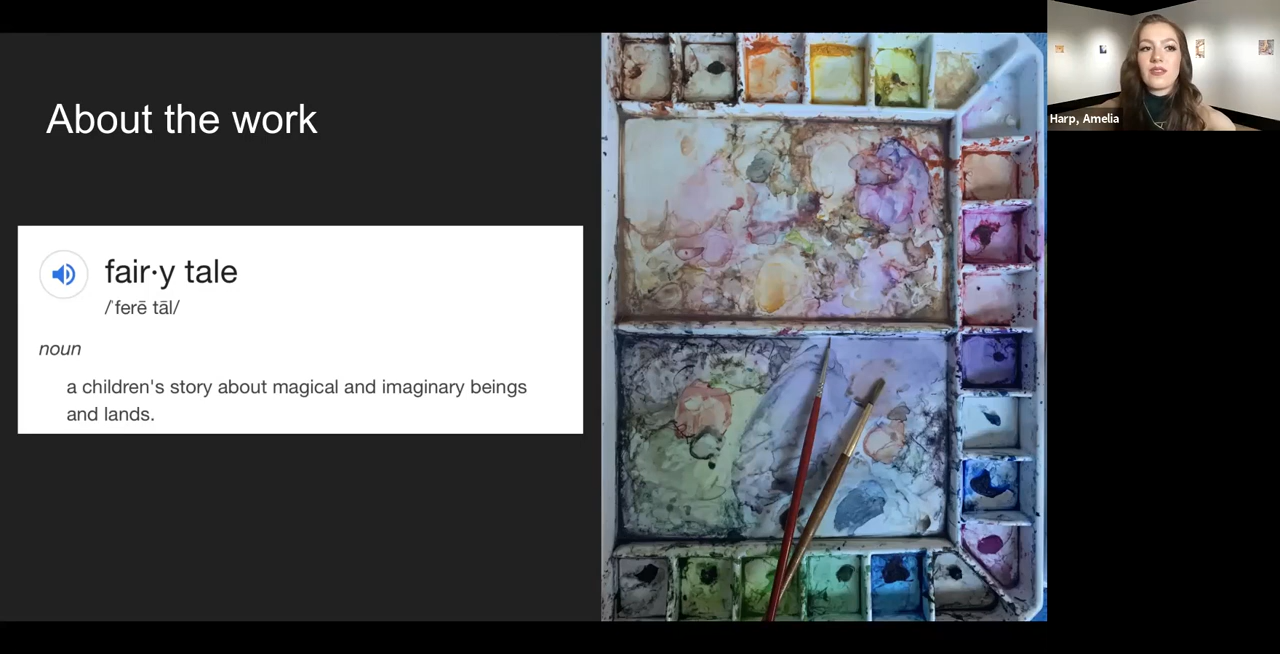 About the work
fair·y tale
/ˈferē tāl/
noun
a children's story about magical and imaginary beings
and lands.
Harp, Amelia